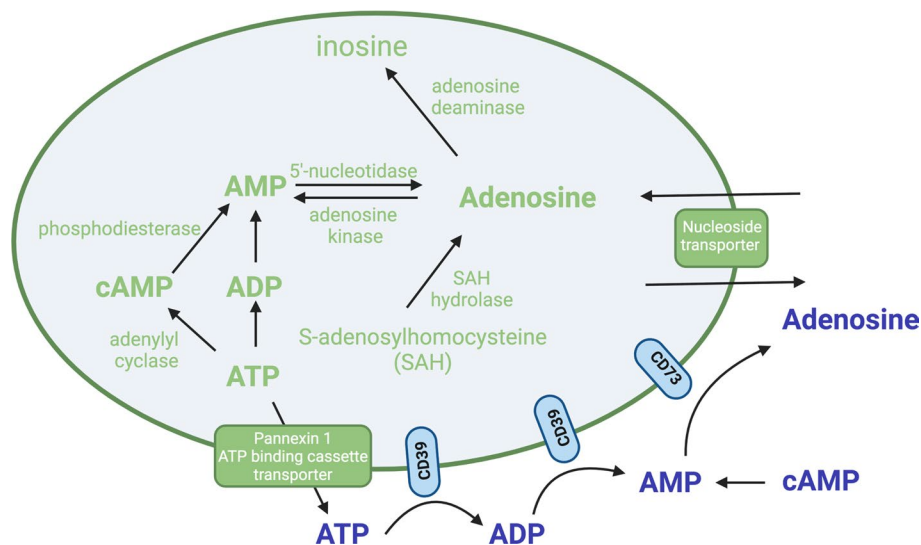 inosine
adenosine
deaminase
AMP
5'-nucleotidase
adenosine
kinase
Adenosine
phosphodiesterase
Nucleoside
transporter
cAMP
ADP
SAH
hydrolase
Adenosine
adenylyl
cyclase
S-adenosylhomocysteine
(SAH)
ATP
CD73
Pannexin 1
ATP binding cassette
transporter
CD39
CD39
AMP
cAMP
ATP
ADP